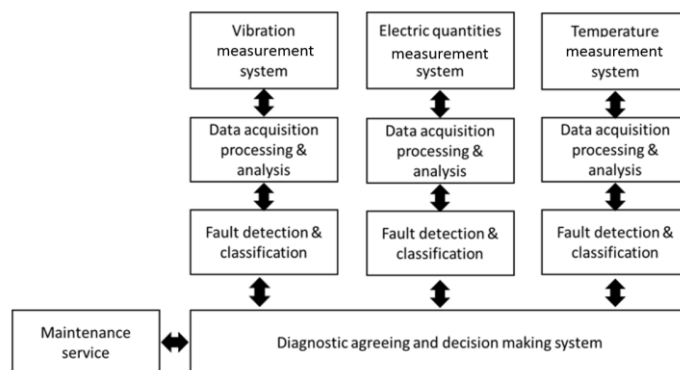 Vibration
measurement
system
Electric quantities
measurement
system
Temperature
measurement
system
Data acquisition
processing &
analysis
Data acquisition
processing &
analysis
Data acquisition
processing &
analysis
Fault detection &
classification
Fault detection &
classification
Fault detection &
classification
Maintenance
service
Diagnostic agreeing and decision making system